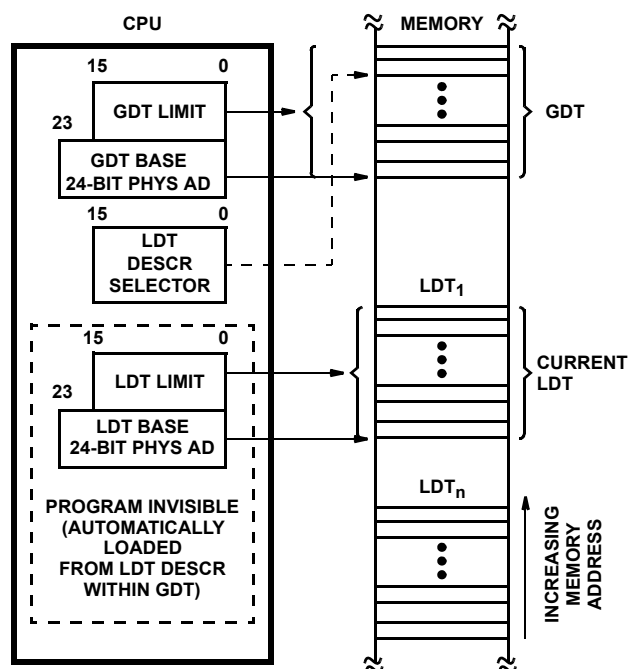 CPU
MEMORY
15 0
GDT LIMIT
23
GDT BASE
24-BIT PHYS AD
GDT
15 0
LDT
DESCR
SELECTOR
LDT1
15 0
LDT LIMIT
23
LDT BASE
24-BIT PHYS AD
CURRENT
LDT
PROGRAM INVISIBLE
(AUTOMATICALLY
LOADED
FROM LDT DESCR
WITHIN GDT)
LDTn
INCREASING
MEMORY
ADDRESS